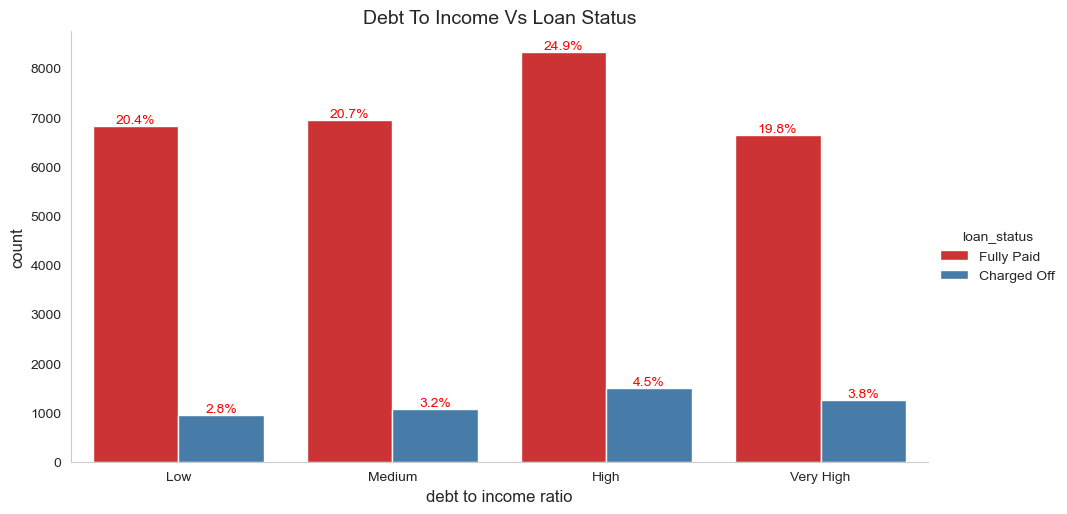 Debt To Income Vs Loan Status
count
8000
7000
6000
5000
4000
3000
2000
1000
0
20.4%
2.8%
20.7%
3.2%
24.9%
4.5%
19.8%
3.8%
Low
Medium
High
Very High
debt to income ratio
loan_status
Fully Paid
Charged Off